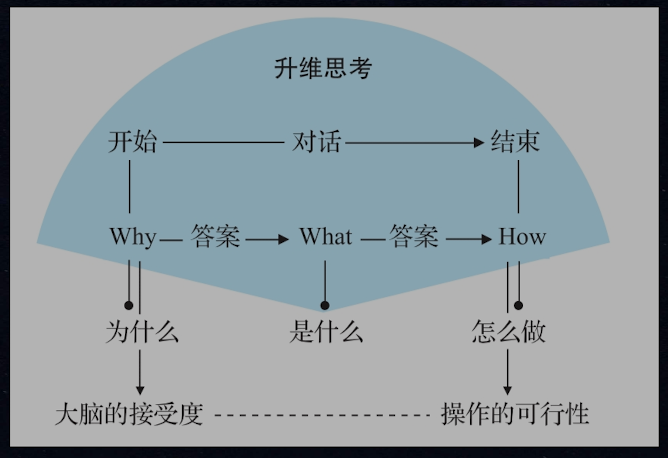 升维思考
开始 对话 结束
Why 答案 What 答案 How
为什么 是什么 怎么做
大脑的接受度 操作的可行性